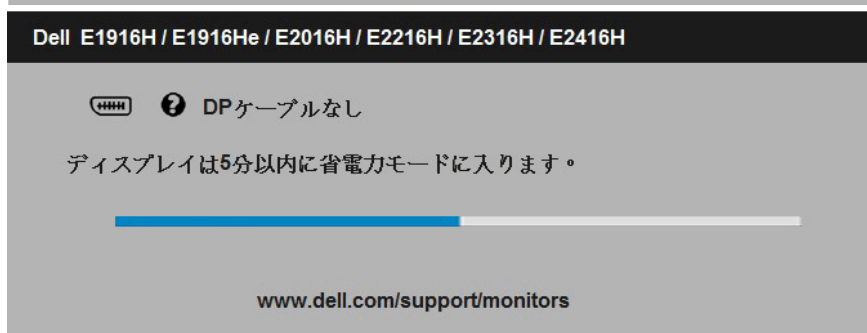 Dell E1916H / E1916He / E2016H / E2216H / E2316H / E2416H
DPケーブルなし
ディスプレイは5分以内に省電力モードに入ります。
www.dell.com/support/monitors